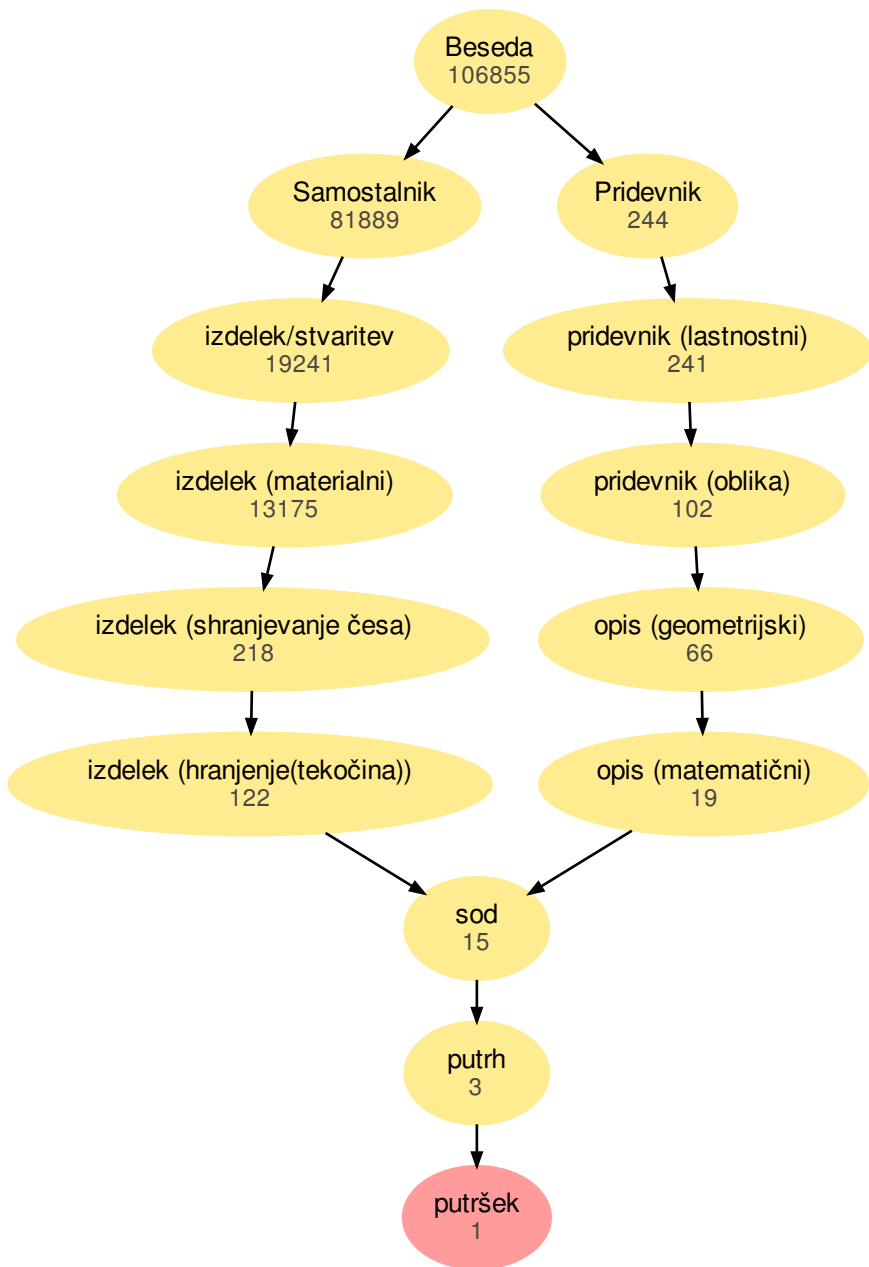 Beseda
106855
Samostalnik
81889
Pridevnik
244
izdelek/stvaritev
19241
pridevnik (lastnostni)
241
izdelek (materialni)
13175
pridevnik (oblika)
102
izdelek (shranjevanje česa)
218
opis (geometrijski)
66
izdelek (hranjenje(tekočina))
122
opis (matematični)
19
sod
15
putrh
3
putršek
1